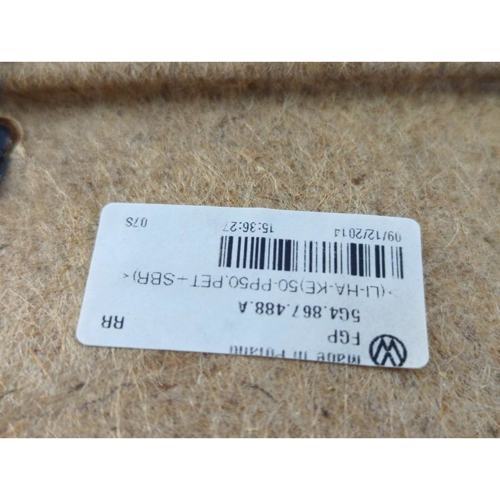 Made in Poland
FGP
5G4.867.488.A
RR
>(LI-HA-KE)50-PP50,PET+SBR)<
09/12/2014
15:36:27
07S